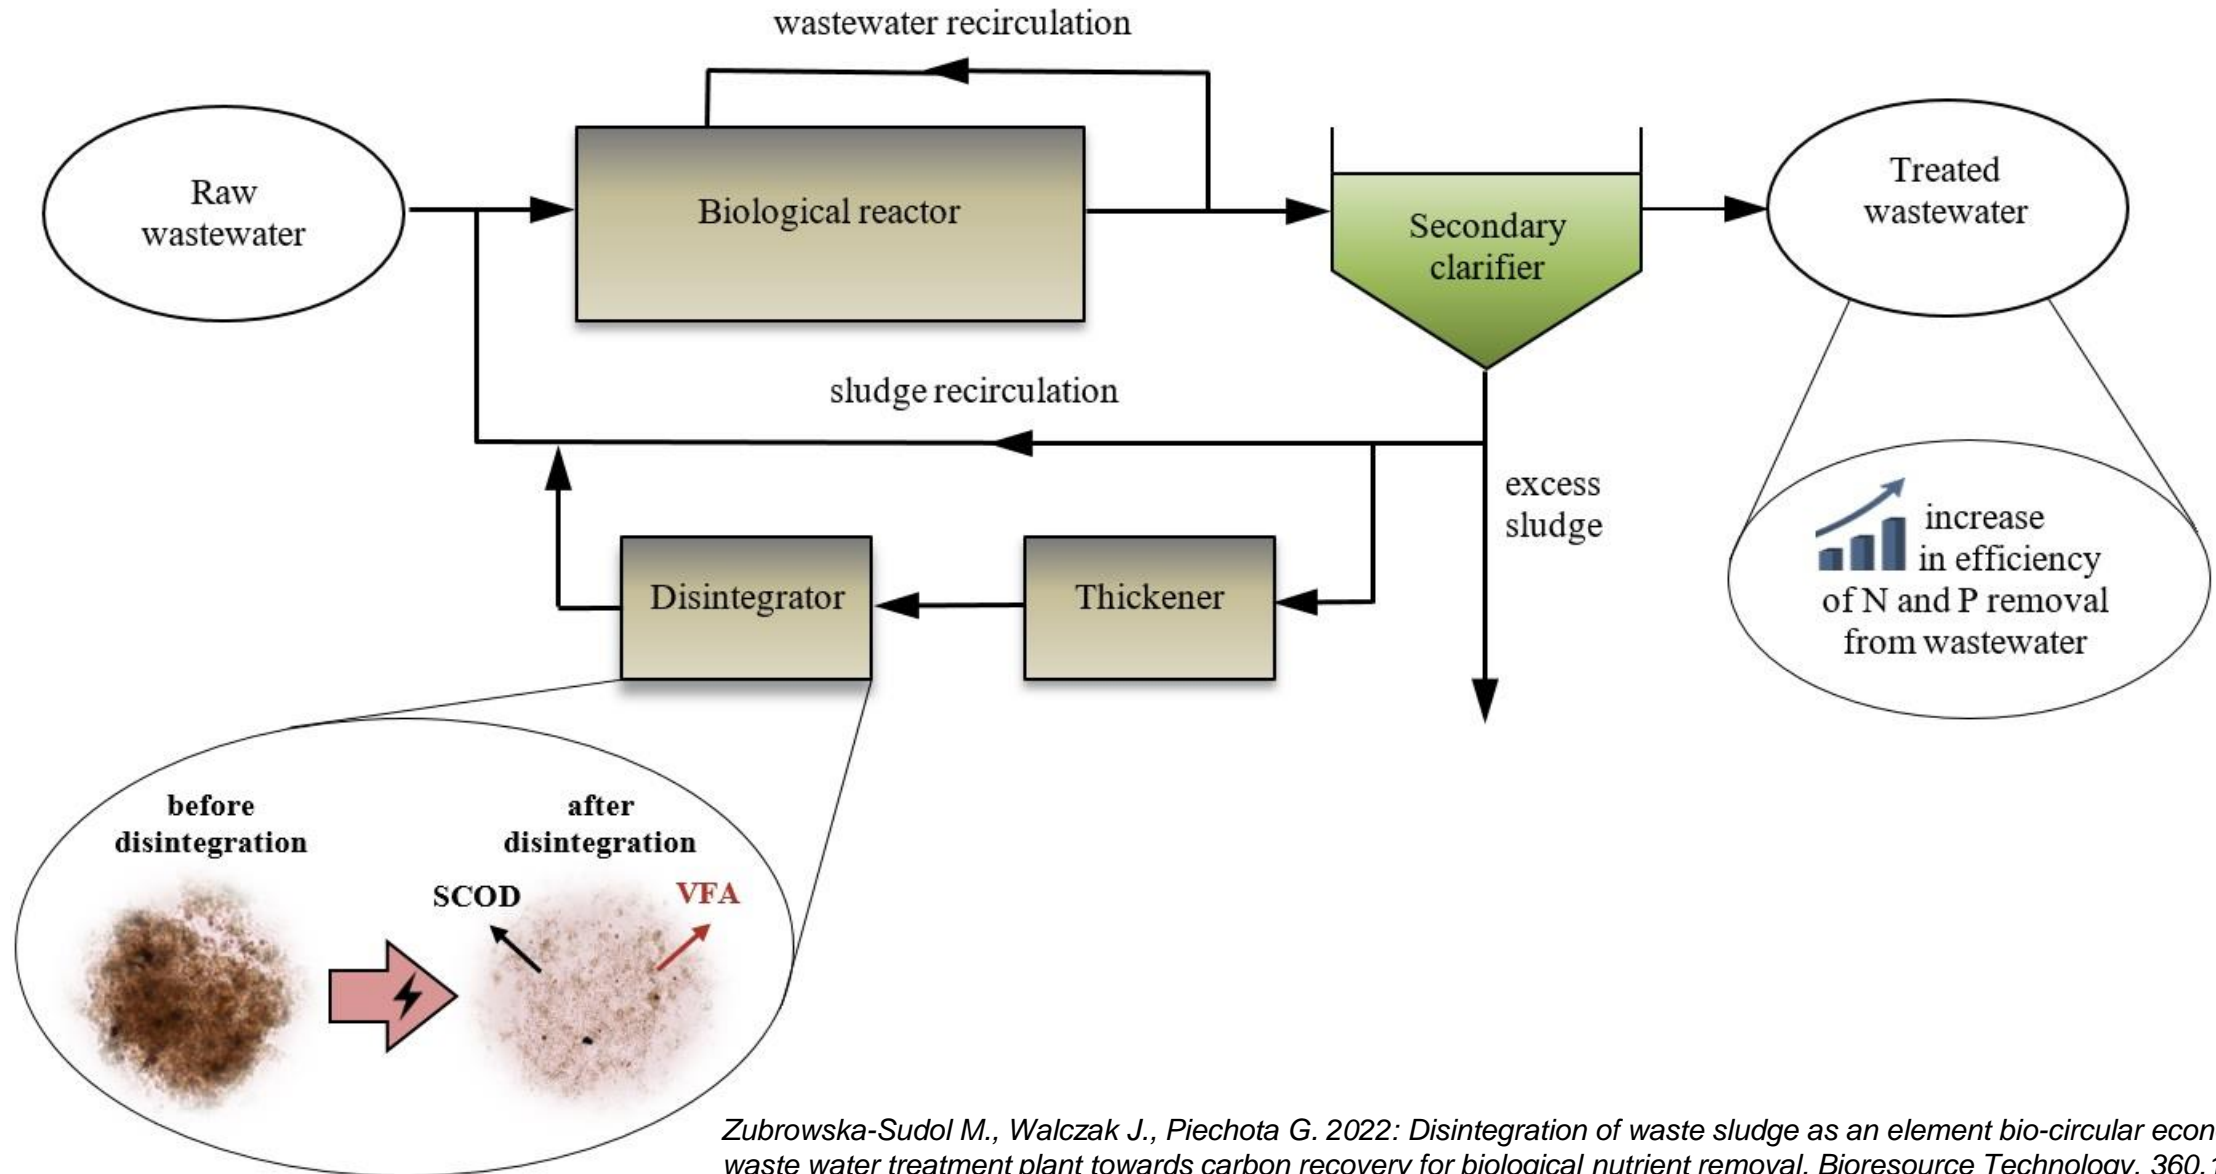 wastewater recirculation
Raw
wastewater
Biological reactor
Secondary
clarifier
Treated
wastewater
sludge recirculation
excess
sludge
Disintegrator
Thickener
increase
in efficiency
of N and P removal
from wastewater
before
disintegration
after
disintegration
SCOD
VFA
Zubrowska-Sudol M., Walczak J., Piechota G. 2022: Disintegration of waste sludge as an element bio-circular econ
waste water treatment plant towards carbon recovery for biological nutrient removal. Bioresource Technology. 360.